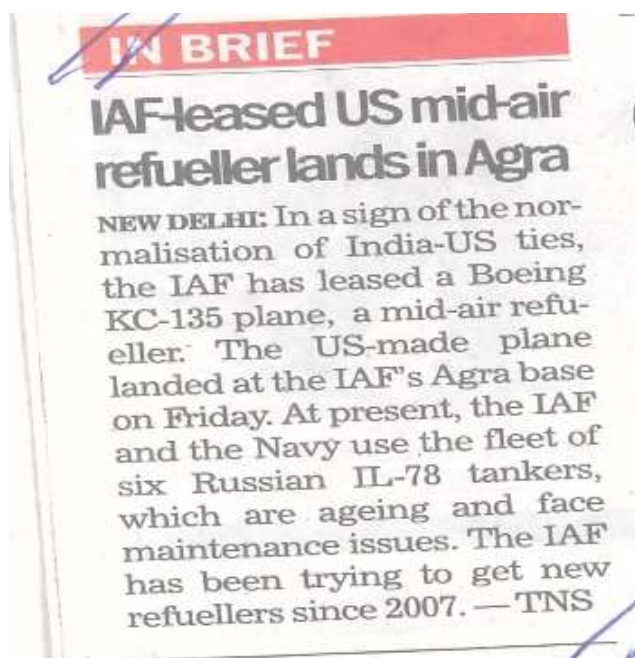 IN BRIEF
IAF-leased US mid-air
refueller lands in Agra
NEW DELHI: In a sign of the nor-
malisation of India-US ties,
the IAF has leased a Boeing
KC-135 plane, a mid-air refu-
eller. The US-made plane
landed at the IAF's Agra base
on Friday. At present, the IAF
and the Navy use the fleet of
six Russian IL-78 tankers,
which are ageing and face
maintenance issues. The IAF
has been trying to get new
refuellers since 2007. — TNS